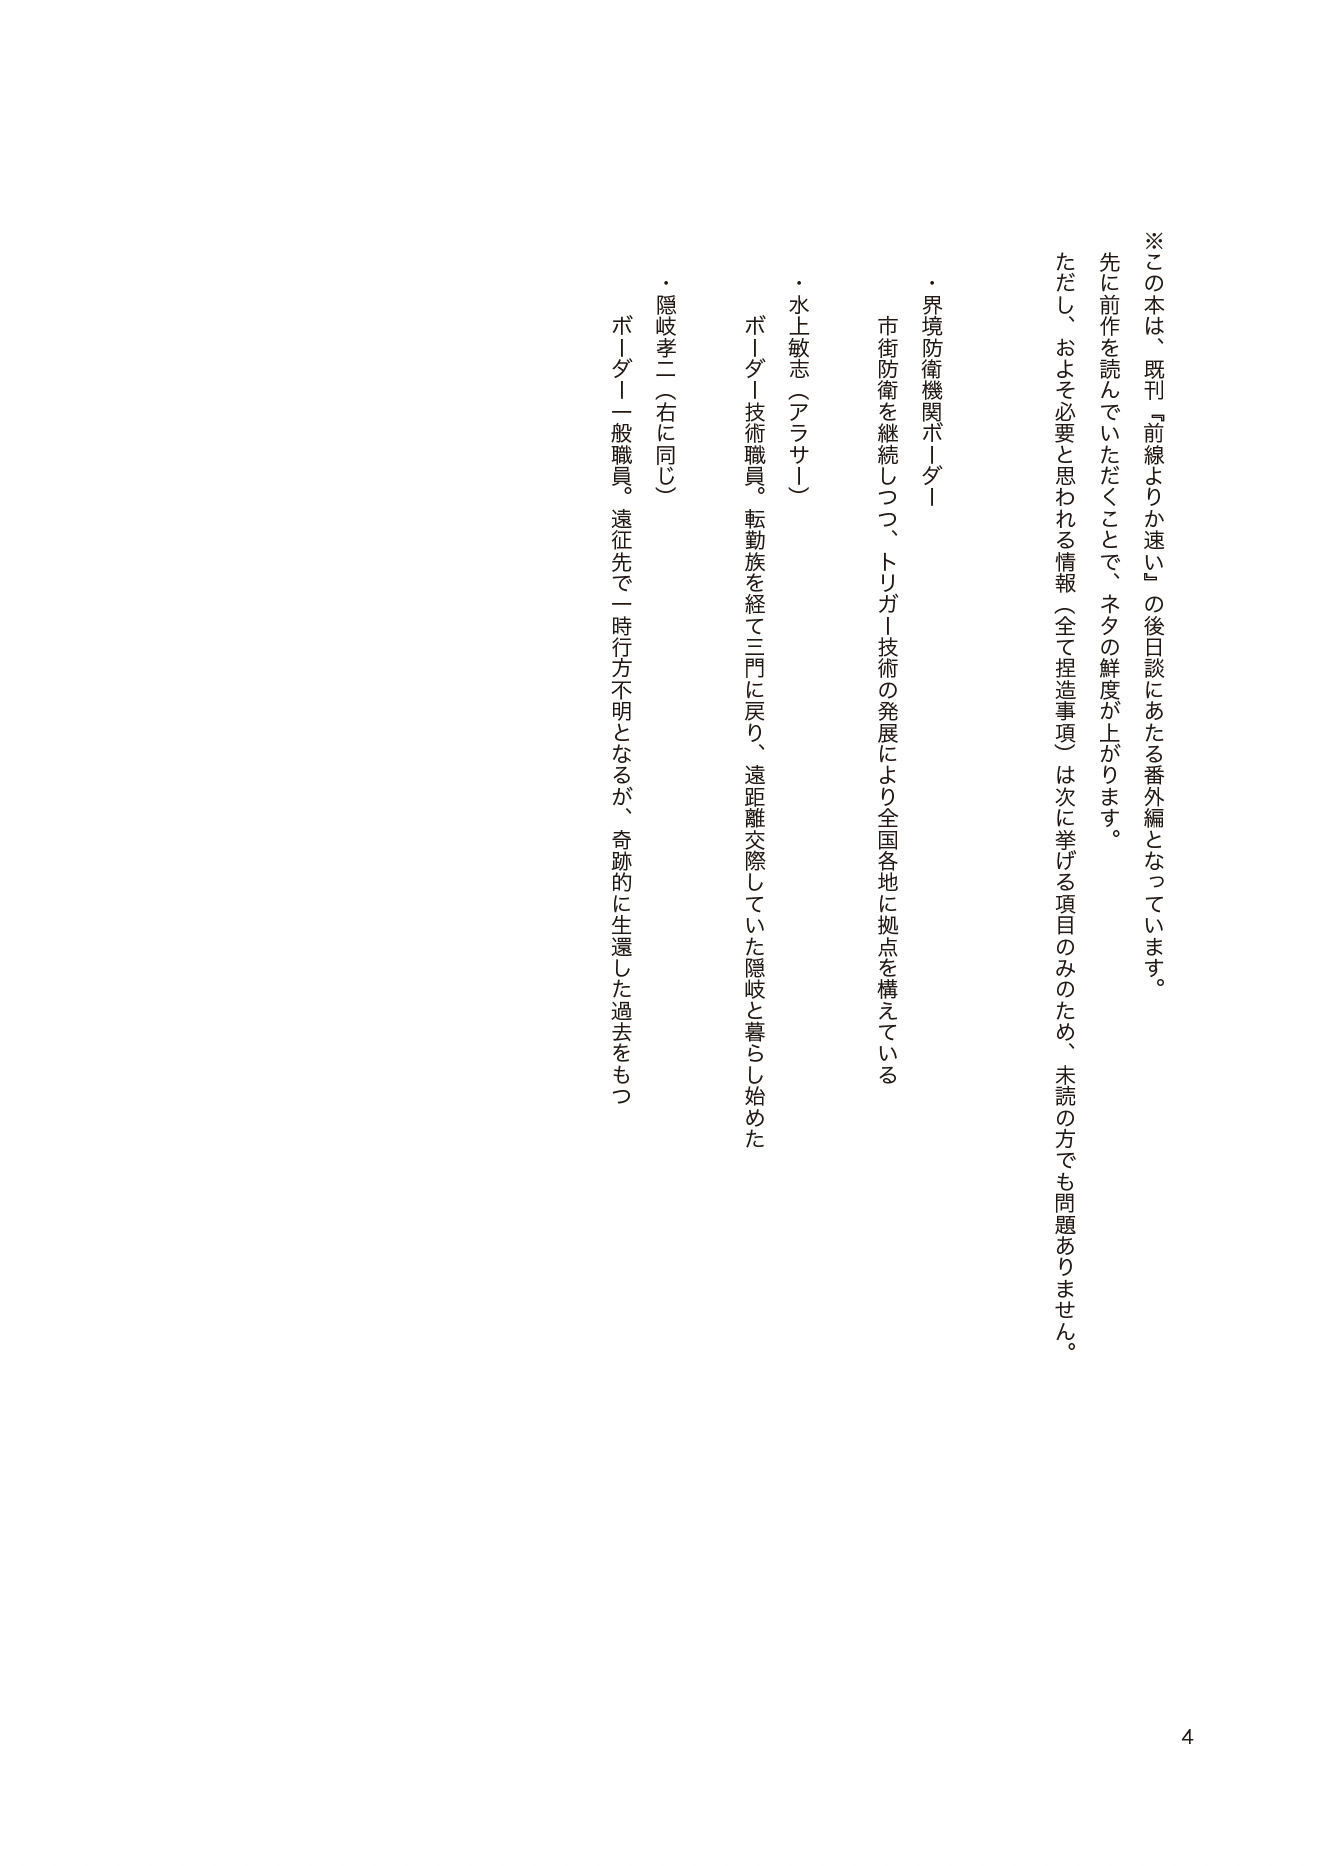 ※この本は、既刊『前線よりか速い』の後日談にあたる番外編となっています。
先に前作を読んでいただくことで、ネタの鮮度が上がります。
ただし、およそ必要と思われる情報（全て捏造事項）は次に挙げる項目のみのため、未読の方でも問題ありません。
・界境防衛機関ボーダー
市街防衛を継続しつつ、トリガー技術の発展により全国各地に拠点を構えている
・水上敏志（アラサー）
ボーダー技術職員。転勤族を経て三門に戻り、遠距離交際していた隠岐と暮らし始めた
・隠岐孝二（右に同じ）
ボーダー一般職員。遠征先で一時行方不明となるが、奇跡的に生還した過去をもつ
4